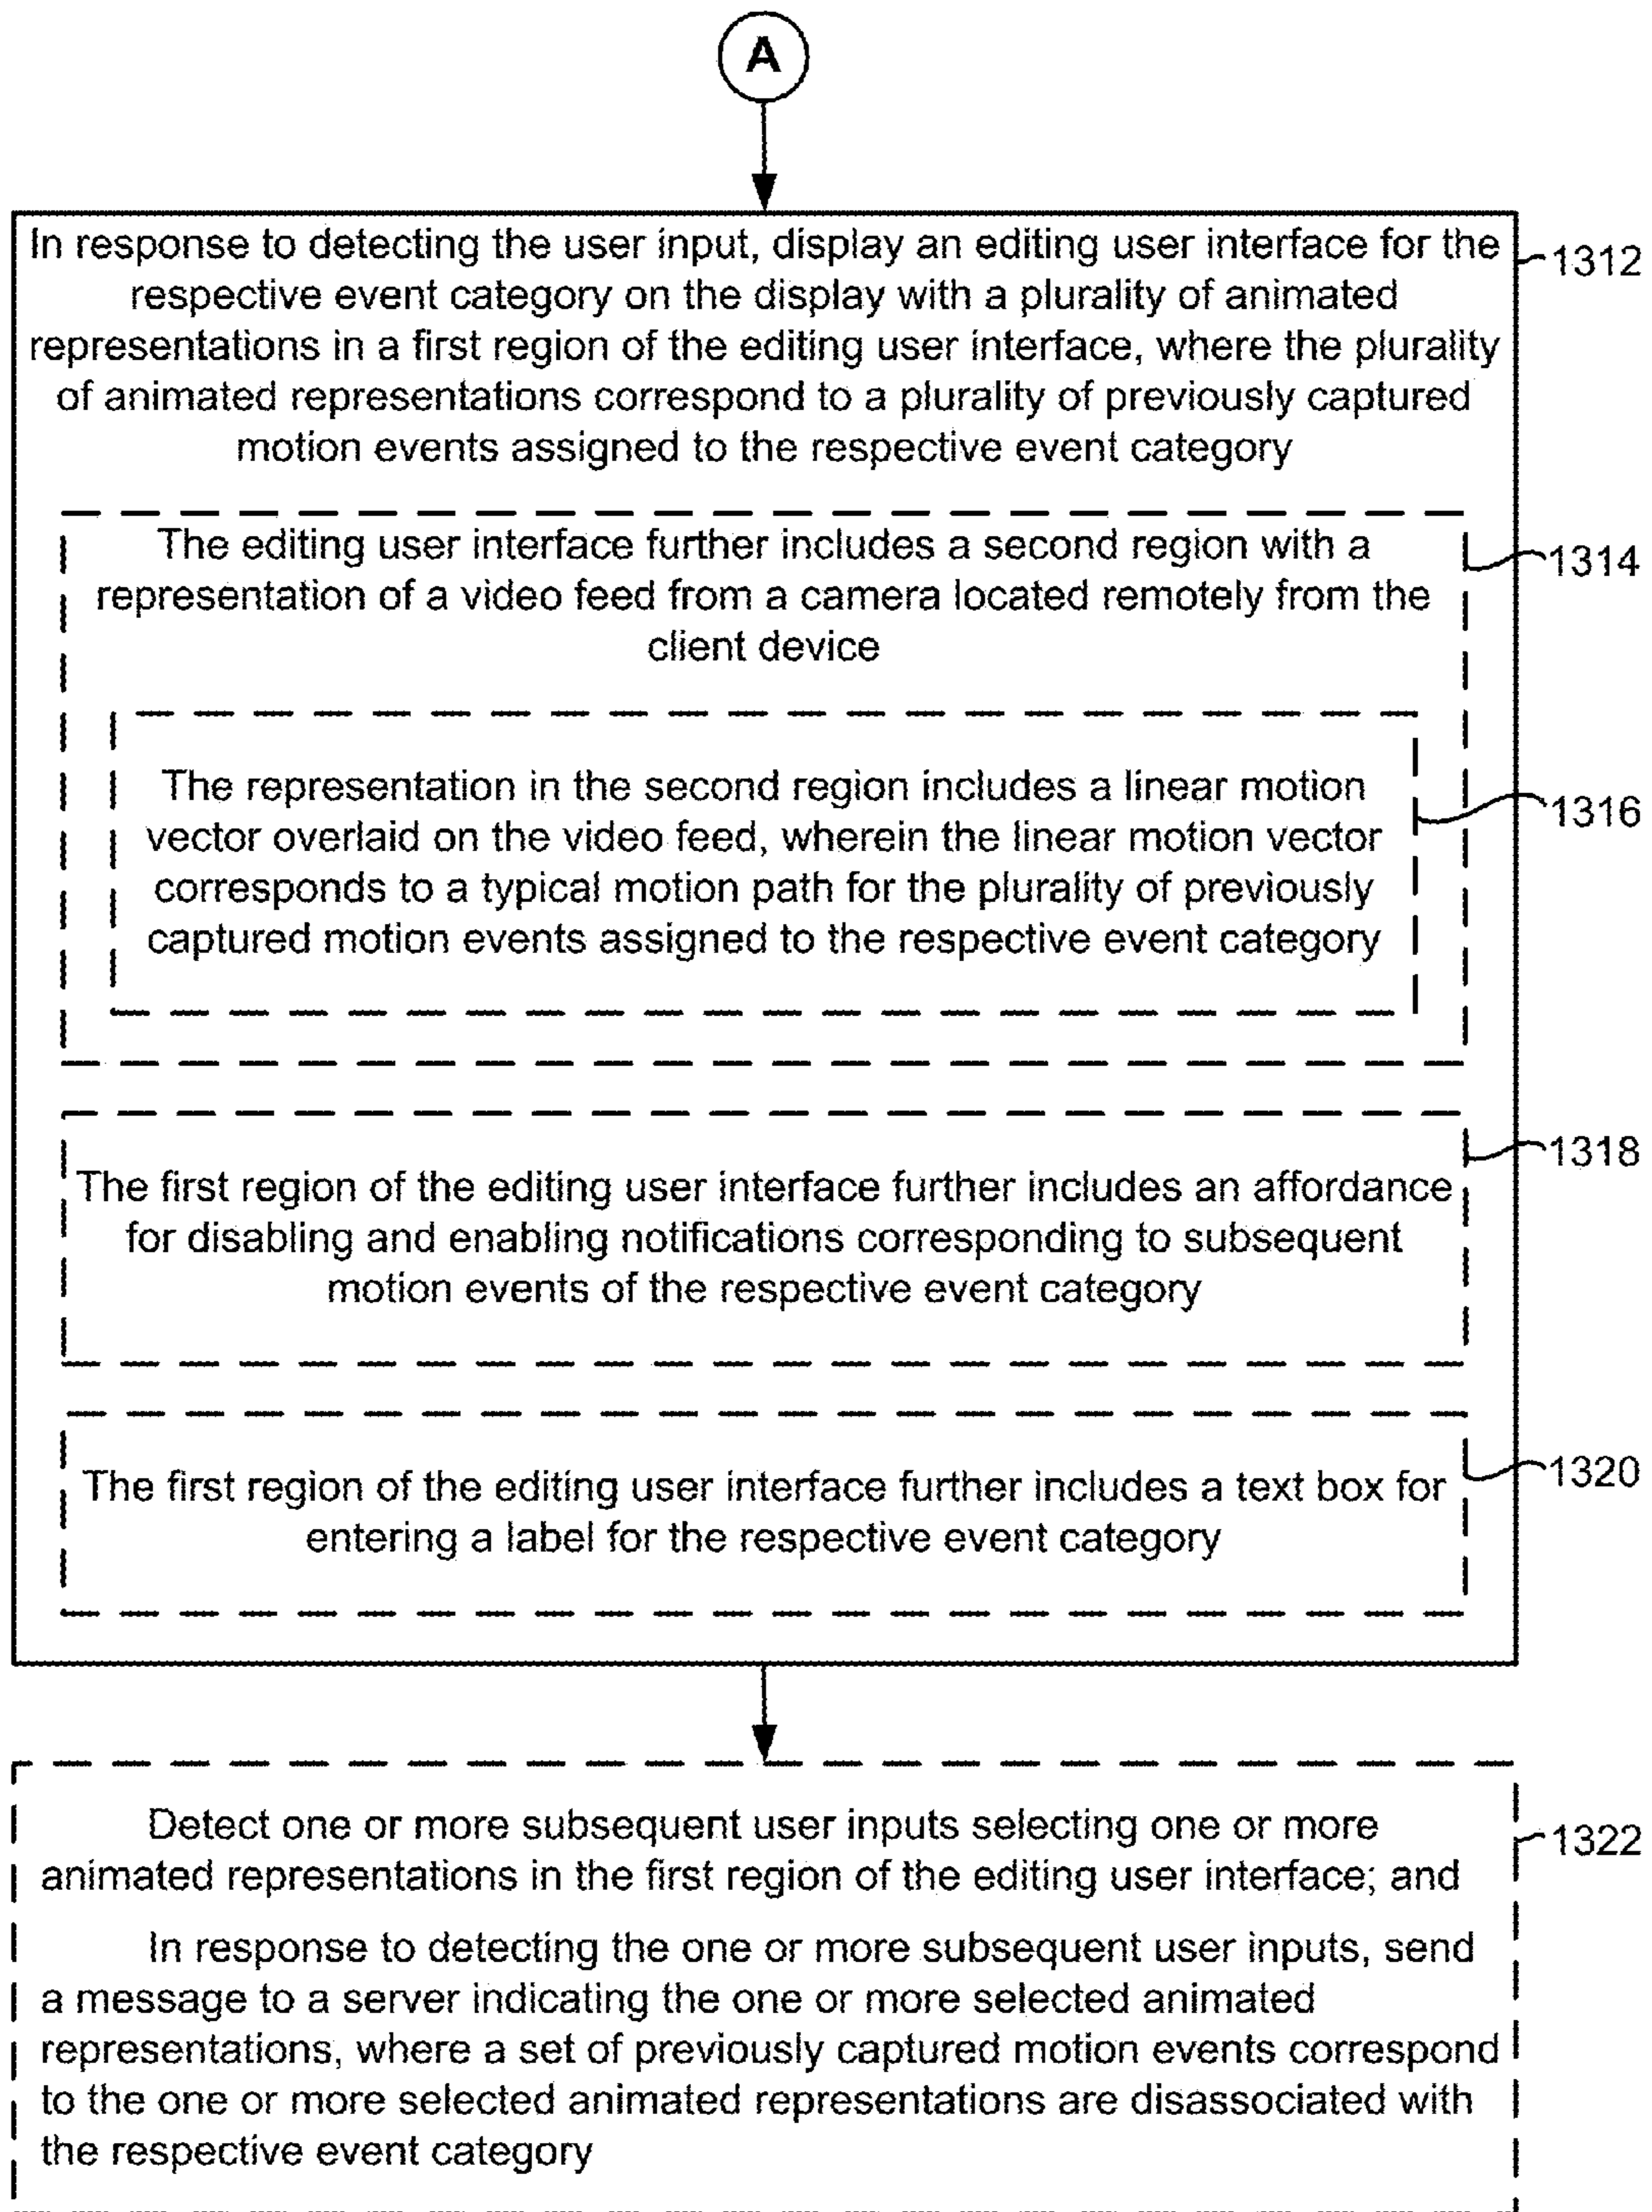 A
In response to detecting the user input, display an editing user interface for the
respective event category on the display with a plurality of animated
representations in a first region of the editing user interface, where the plurality
of animated representations correspond to a plurality of previously captured
motion events assigned to the respective event category
1312
The editing user interface further includes a second region with a
representation of a video feed from a camera located remotely from the
client device
1314
The representation in the second region includes a linear motion
vector overlaid on the video feed, wherein the linear motion vector
corresponds to a typical motion path for the plurality of previously
captured motion events assigned to the respective event category
1316
The first region of the editing user interface further includes an affordance
for disabling and enabling notifications corresponding to subsequent
motion events of the respective event category
1318
The first region of the editing user interface further includes a text box for
entering a label for the respective event category
1320
Detect one or more subsequent user inputs selecting one or more
animated representations in the first region of the editing user interface; and
In response to detecting the one or more subsequent user inputs, send
a message to a server indicating the one or more selected animated
representations, where a set of previously captured motion events correspond
to the one or more selected animated representations are disassociated with
the respective event category
1322